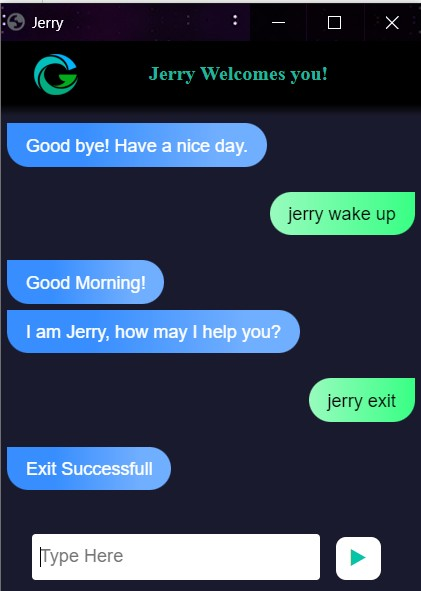 Jerry
Jerry Welcomes you!
Good bye! Have a nice day.
jerry wake up
Good Morning!
I am Jerry, how may I help you?
jerry exit
Exit Successfull
Type Here